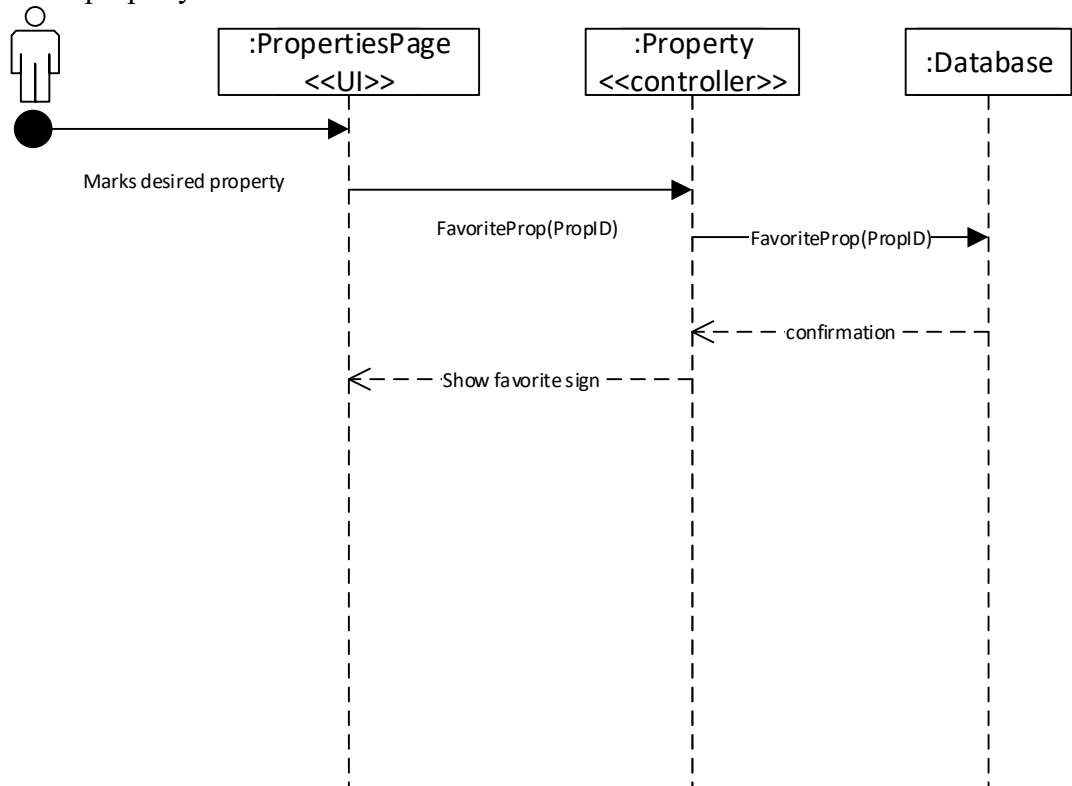 :PropertiesPage
<<UI>>
:Property
<<controller>>
:Database
Marks desired property
FavoriteProp(PropID)
FavoriteProp(PropID)
confirmation
Show favorite sign